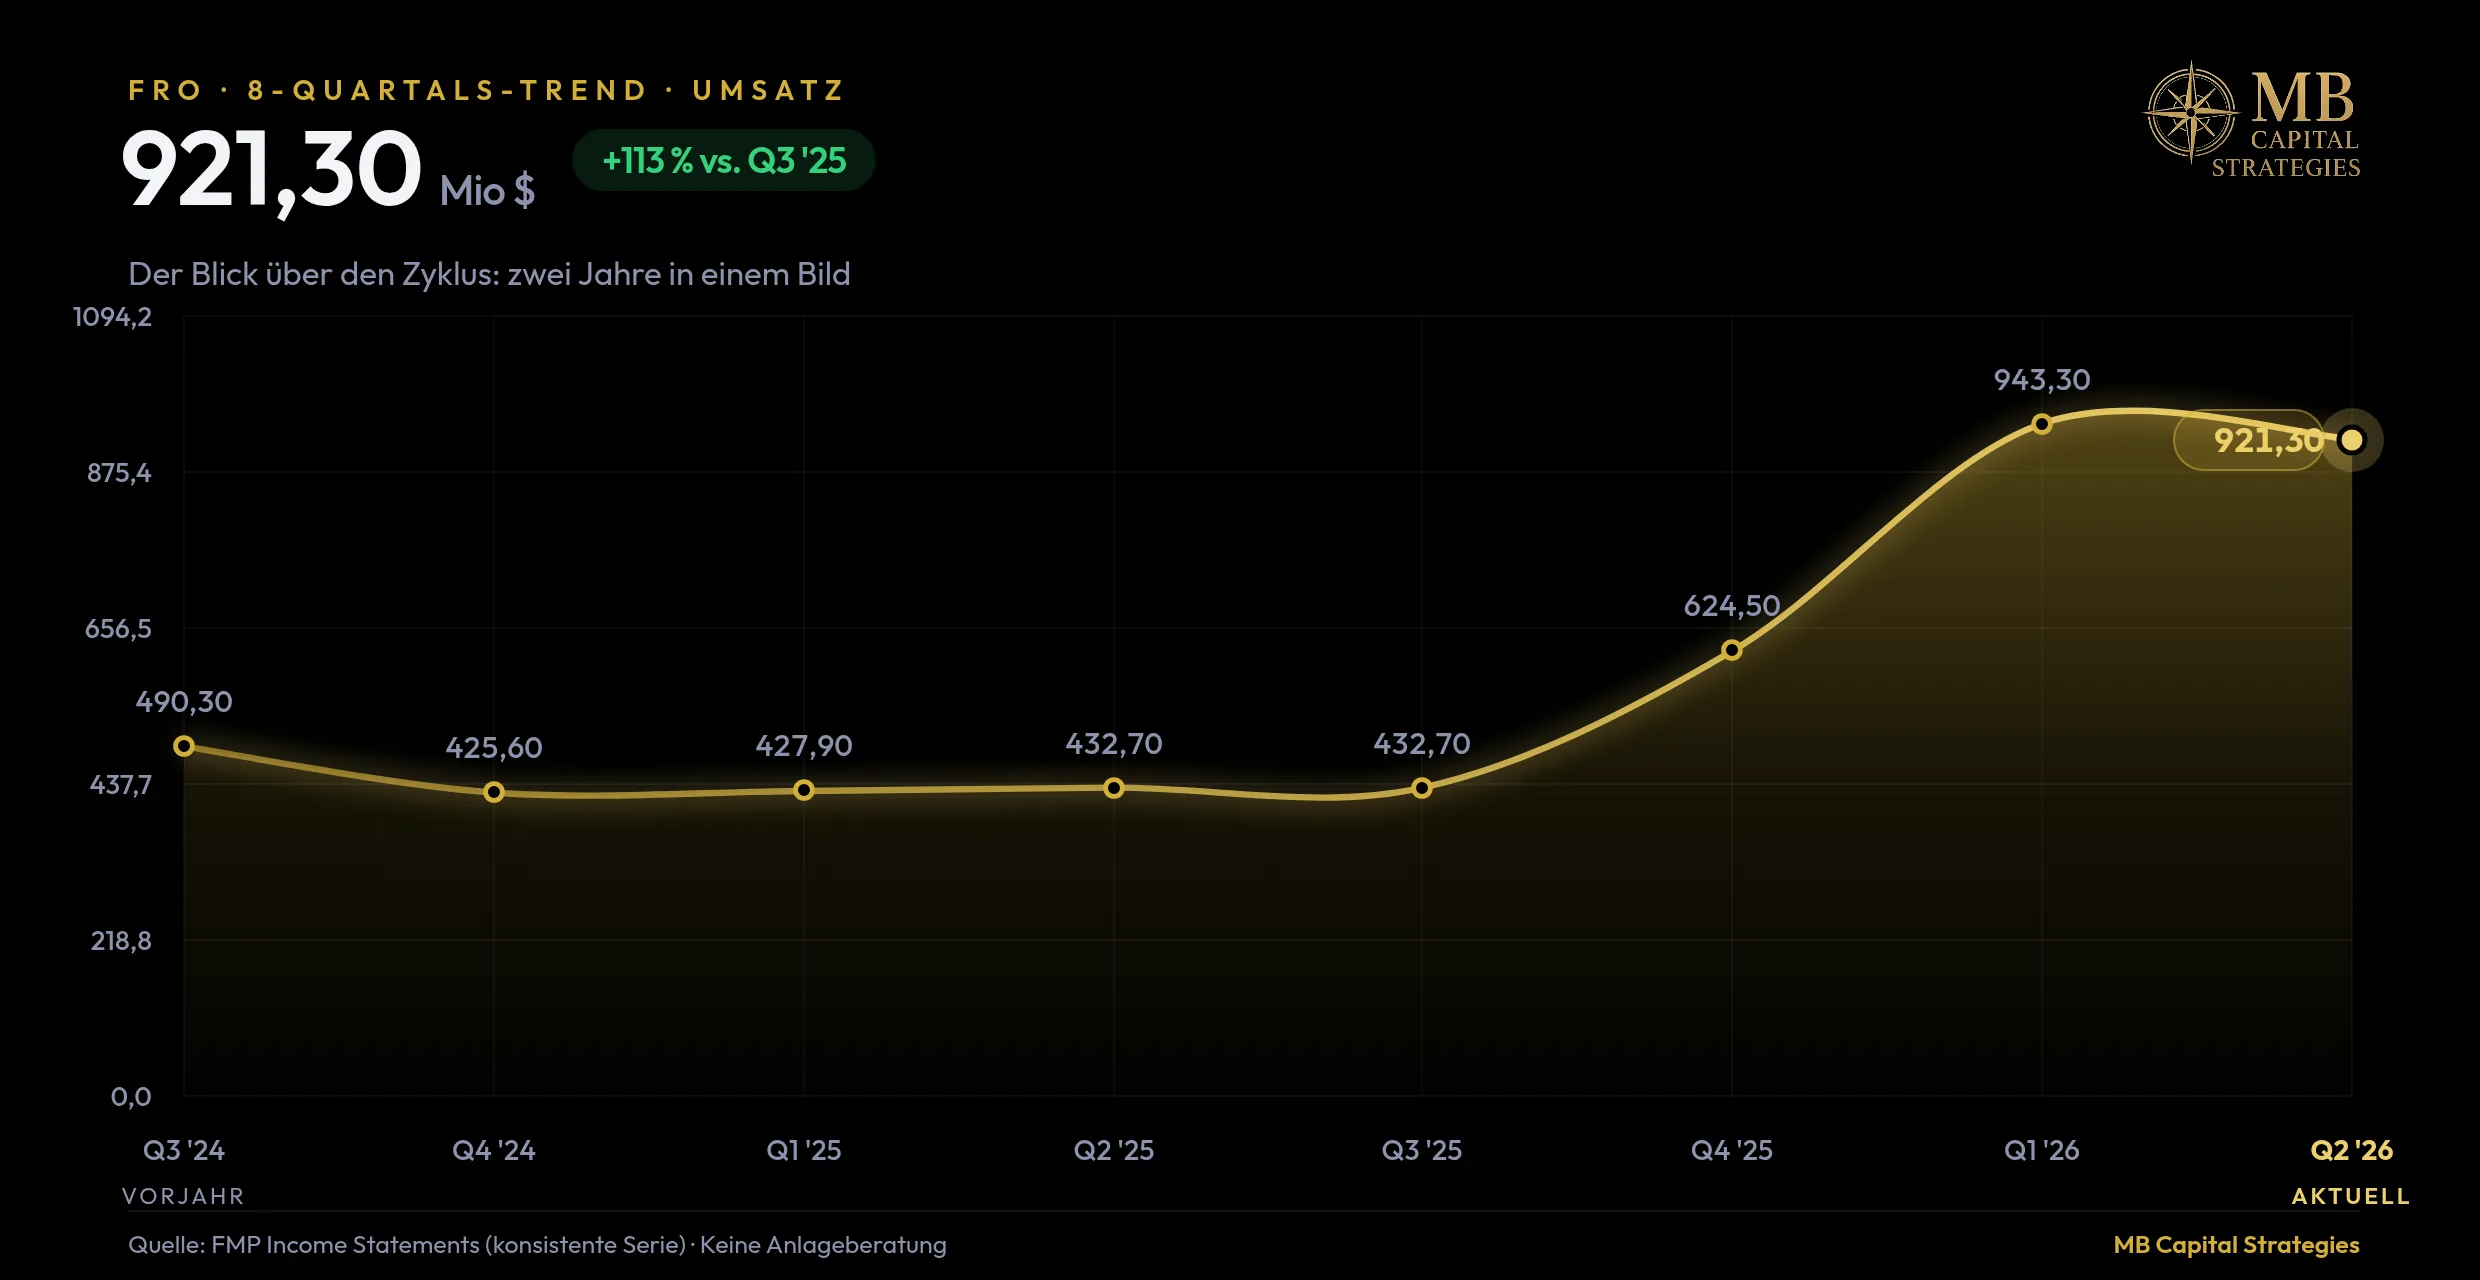 FRO · 8-QUARTALS-TREND · UMSATZ
MB
CAPITAL
STRATEGIES
921,30 Mio $ +113 % vs. Q3 '25
Der Blick über den Zyklus: zwei Jahre in einem Bild
1094,2
875,4
656,5
437,7
218,8
0,0
490,30
425,60
427,90
432,70
432,70
624,50
943,30
921,30
Q3 '24 Q4 '24 Q1 '25 Q2 '25 Q3 '25 Q4 '25 Q1 '26 Q2 '26
VORJAHR AKTUELL
Quelle: FMP Income Statements (konsistente Serie) · Keine Anlageberatung
MB Capital Strategies